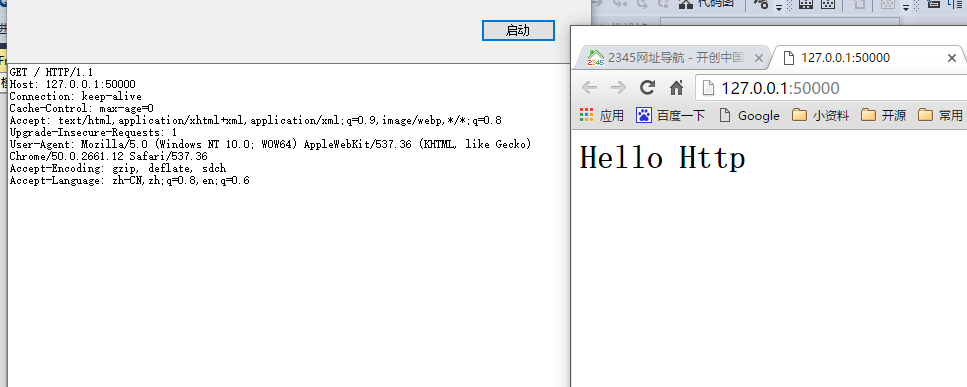 代码图
启动
GET / HTTP/1.1
Host: 127.0.0.1:50000
Connection: keep-alive
Cache-Control: max-age=0
Accept: text/html,application/xhtml+xml,application/xml;q=0.9,image/webp,*/*;q=0.8
Upgrade-Insecure-Requests: 1
User-Agent: Mozilla/5.0 (Windows NT 10.0; WOW64) AppleWebKit/537.36 (KHTML, like Gecko)
Chrome/50.0.2661.12 Safari/537.36
Accept-Encoding: gzip, deflate, sdch
Accept-Language: zh-CN,zh;q=0.8,en;q=0.6
2345网址导航 - 开创中国
127.0.0.1:50000
127.0.0.1:50000
应用 百度一下 Google 小资料 开源 常用
Hello Http